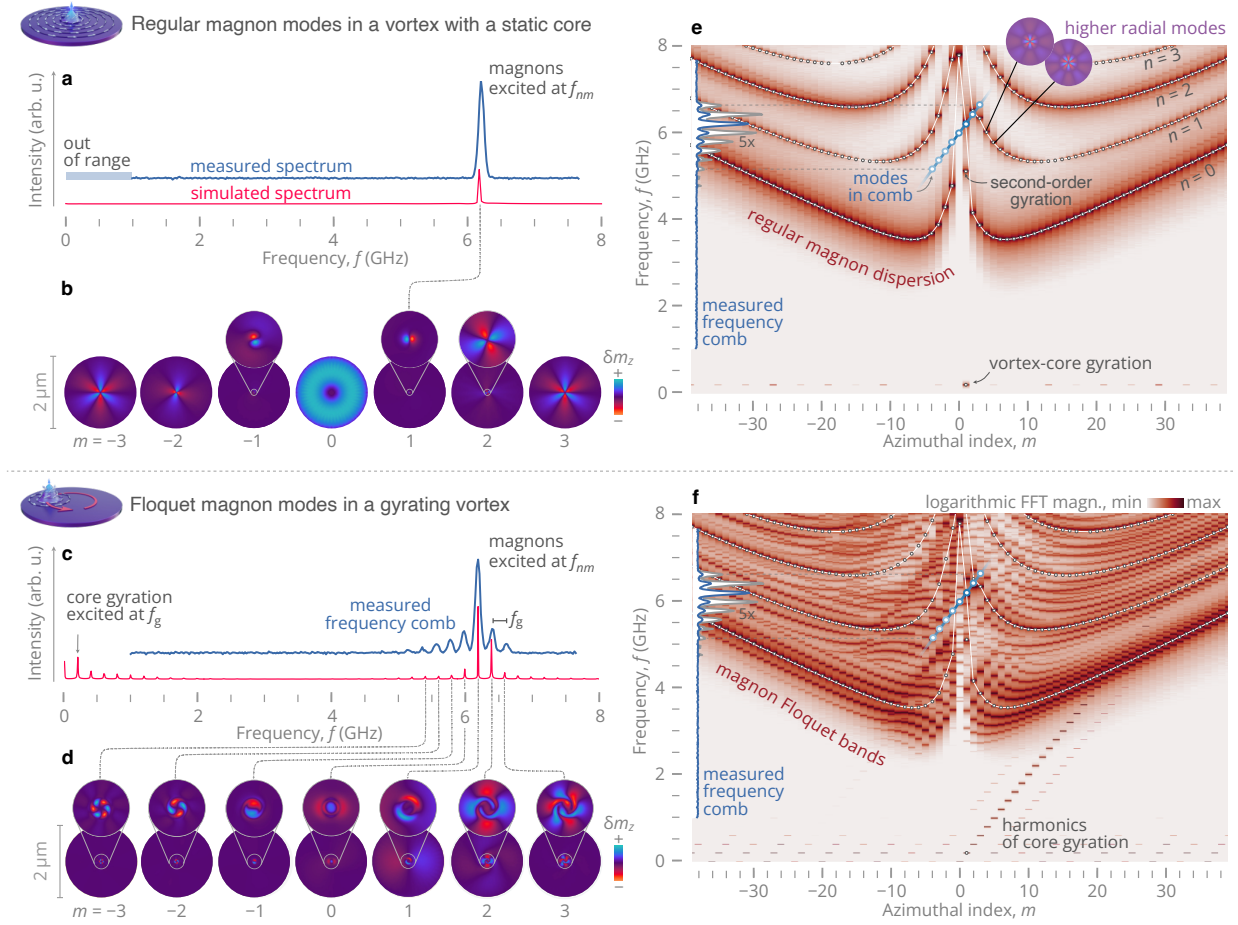 Regular magnon modes in a vortex with a static core
a
Intensity (arb. u.)
magnons
excited at fnm
out
of range
measured spectrum
simulated spectrum
0 2 4 6 8
Frequency, f (GHz)
b
2 µm
δmz
+
−
m = −3 −2 −1 0 1 2 3
e
higher radial modes
Frequency, f (GHz)
8
6
4
2
0
n = 3
n = 2
n = 1
n = 0
5x
modes
in comb
second-order
gyration
regular magnon dispersion
measured
frequency
comb
vortex-core gyration
−30 −20 −10 0 10 20 30
Azimuthal index, m
Floquet magnon modes in a gyrating vortex
c
Intensity (arb. u.)
magnons
excited at fnm
core gyration
excited at fg
measured
frequency comb
fg
0 2 4 6 8
Frequency, f (GHz)
d
2 µm
δmz
+
−
m = −3 −2 −1 0 1 2 3
f
logarithmic FFT magn., min max
Frequency, f (GHz)
8
6
4
2
0
5x
magnon Floquet bands
measured
frequency
comb
harmonics
of core gyration
−30 −20 −10 0 10 20 30
Azimuthal index, m